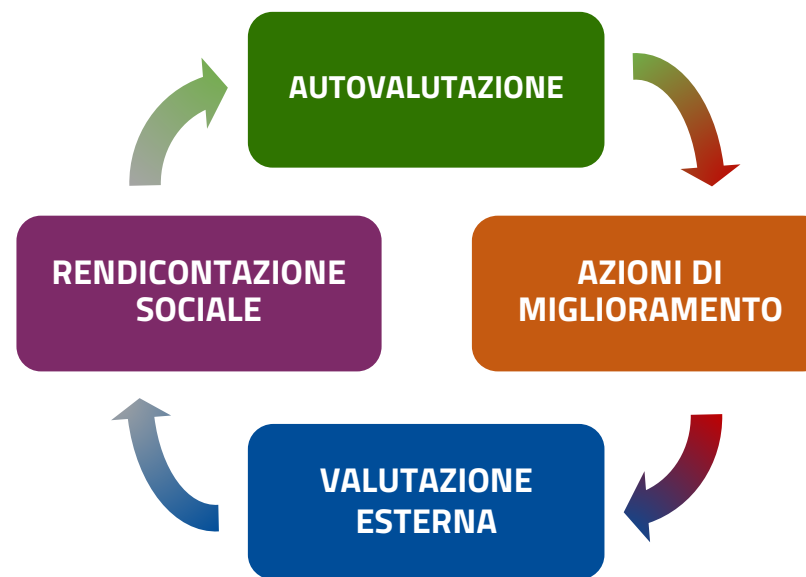 AUTOVALUTAZIONE
RENDICONTAZIONE
SOCIALE
AZIONI DI
MIGLIORAMENTO
VALUTAZIONE
ESTERNA